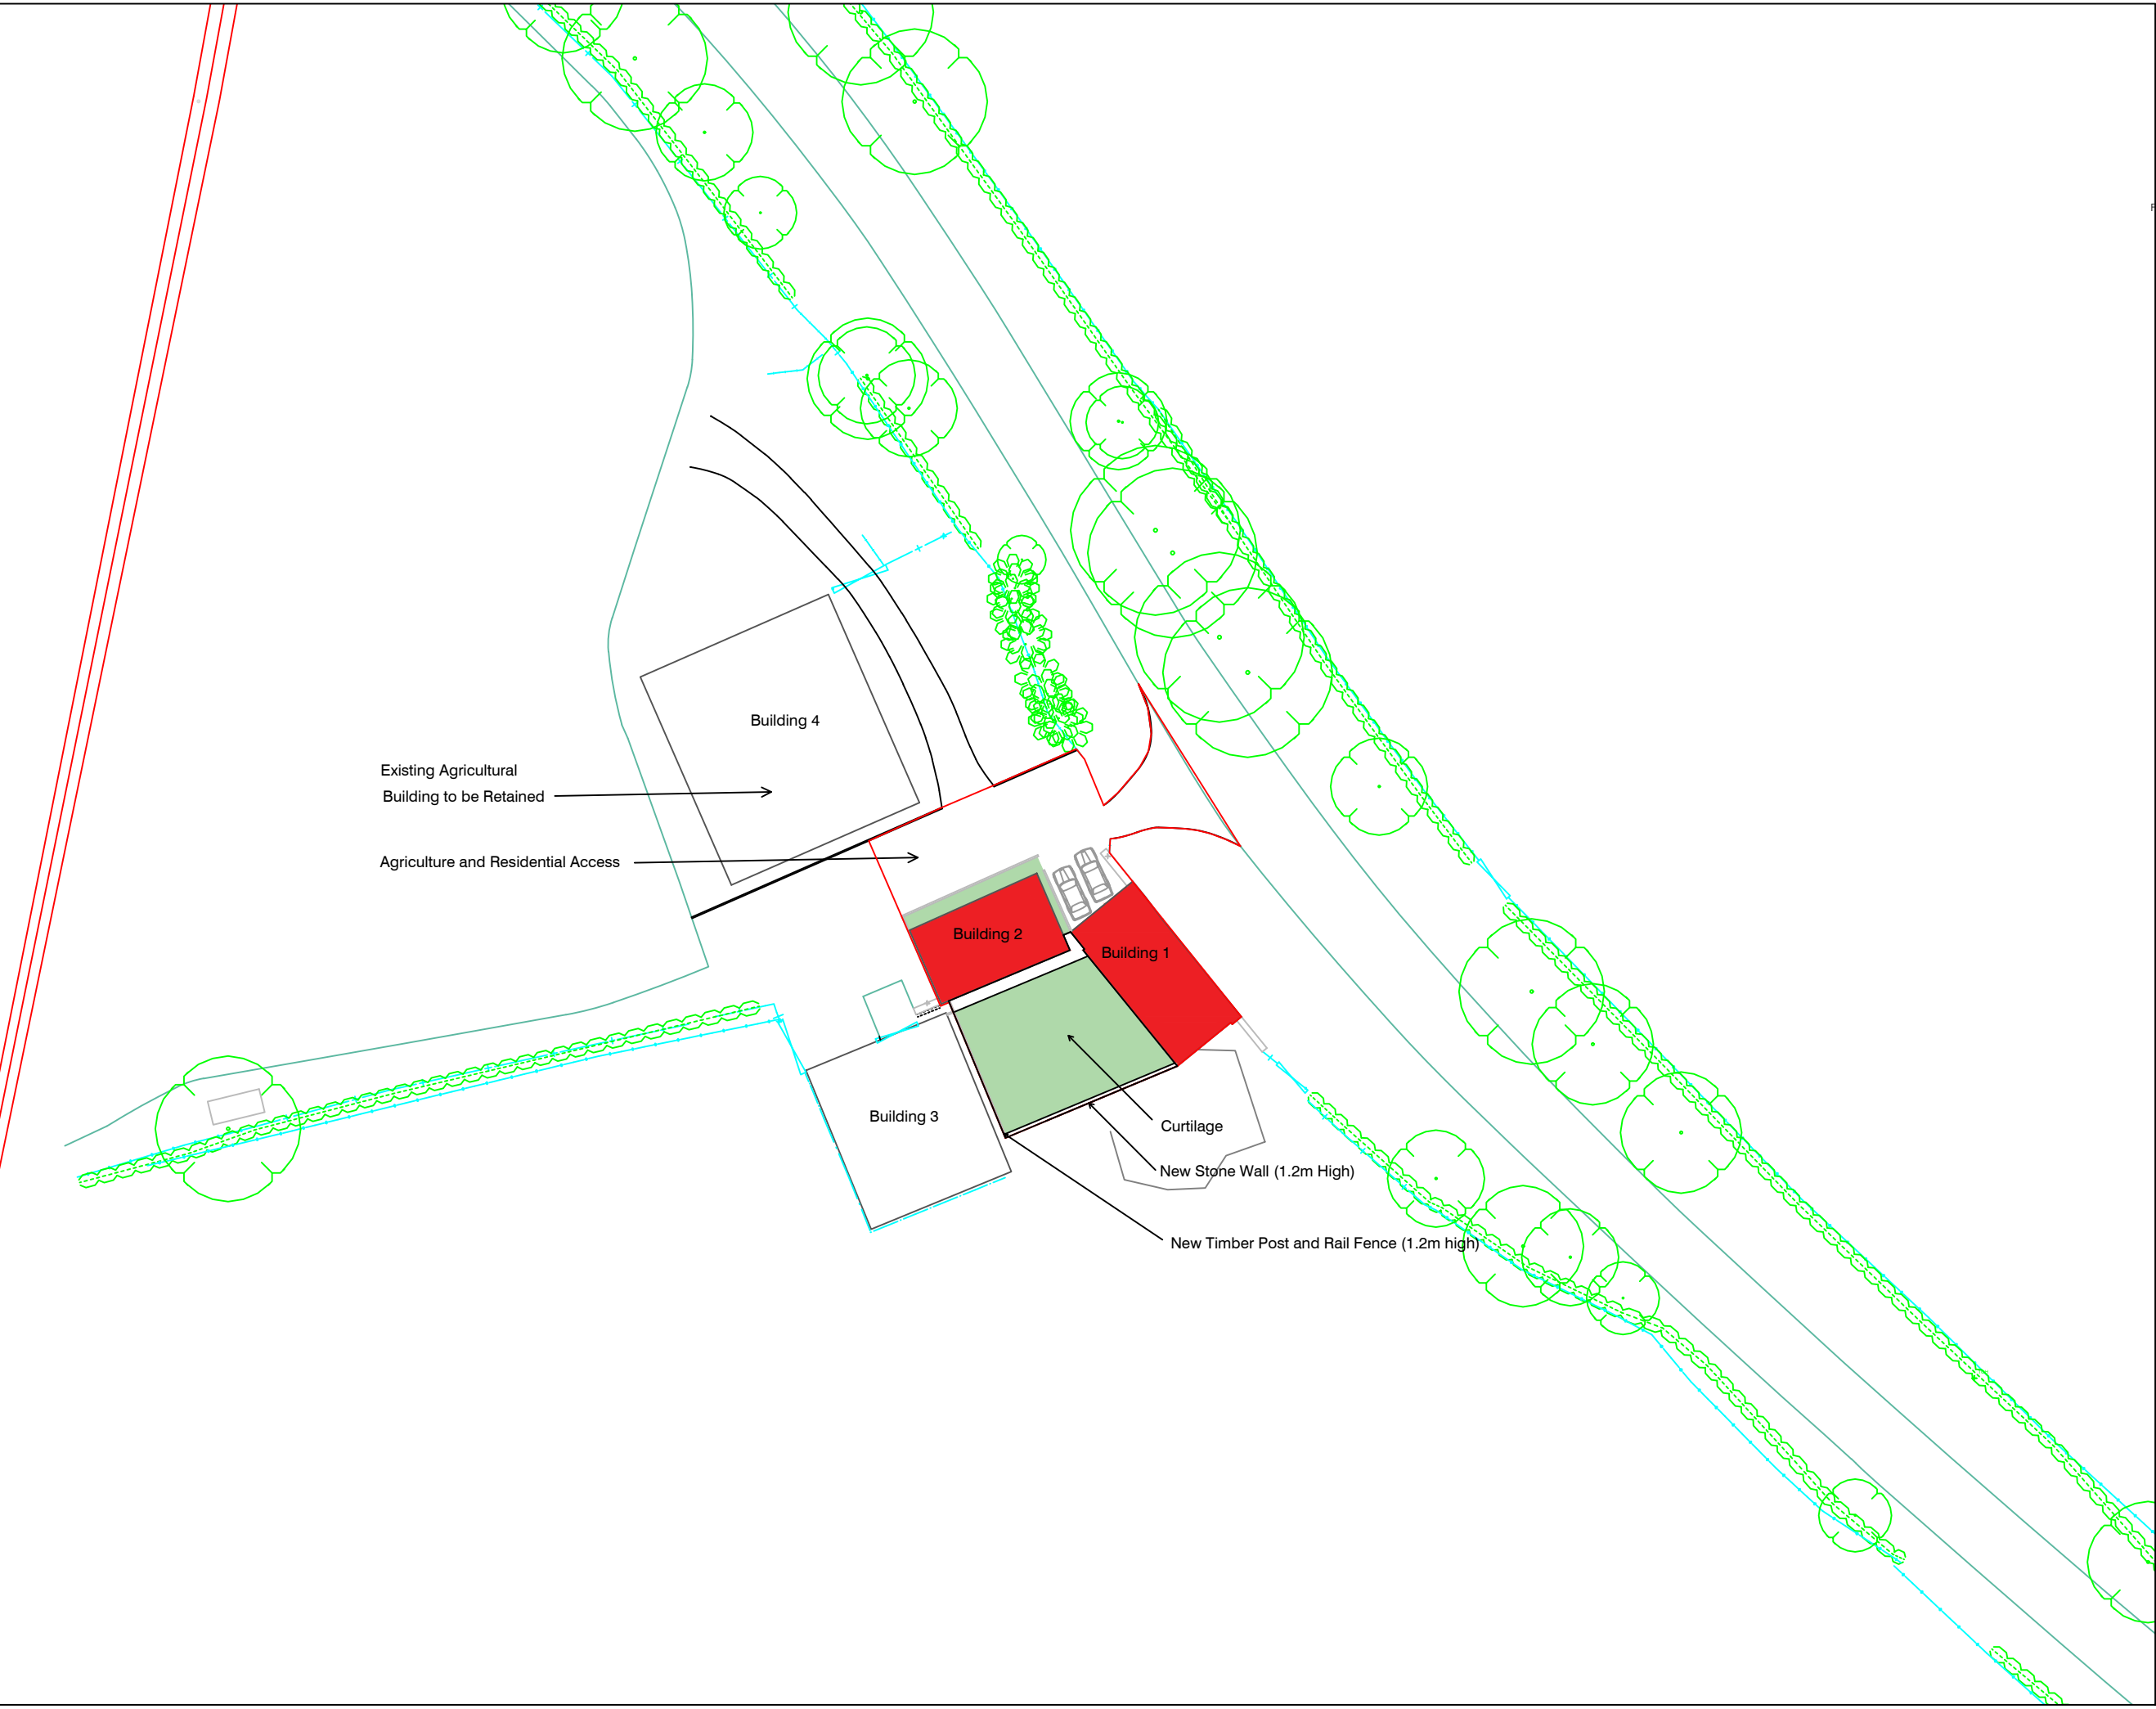 Building 4
Existing Agricultural
Building to be Retained
Agriculture and Residential Access
Building 2
Building 1
Building 3
Curtilage
New Stone Wall (1.2m High)
New Timber Post and Rail Fence (1.2m high)